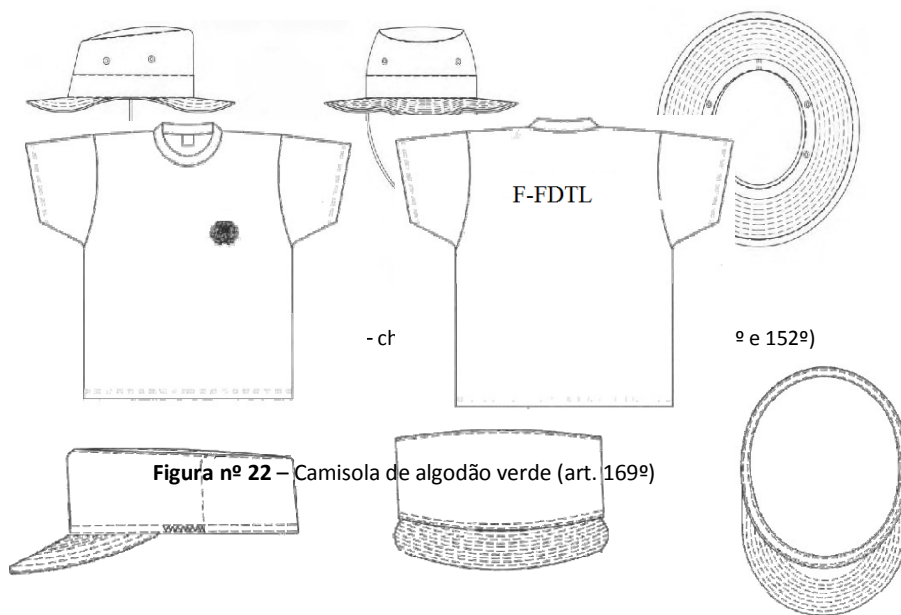 F-FDTL
- ch
º e 152º)
Figura nº 22 – Camisola de algodão verde (art. 169º)